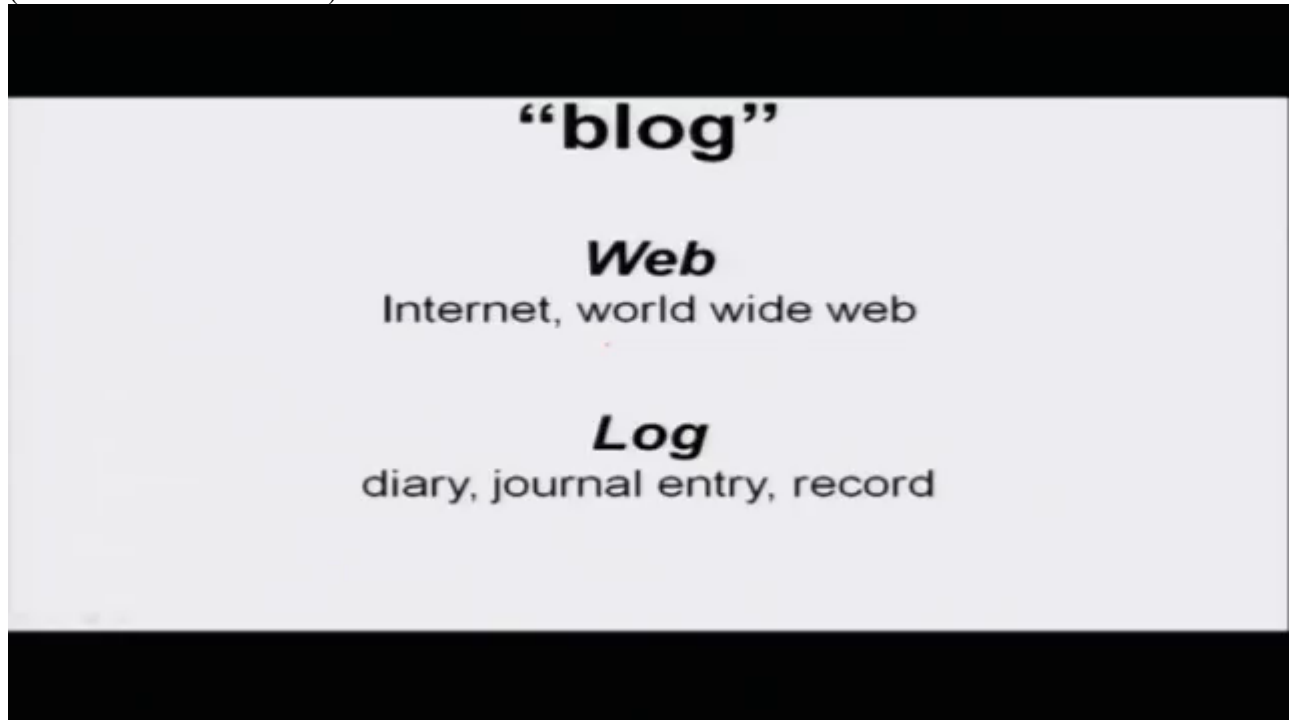 “blog”
Web
Internet, world wide web
Log
diary, journal entry, record